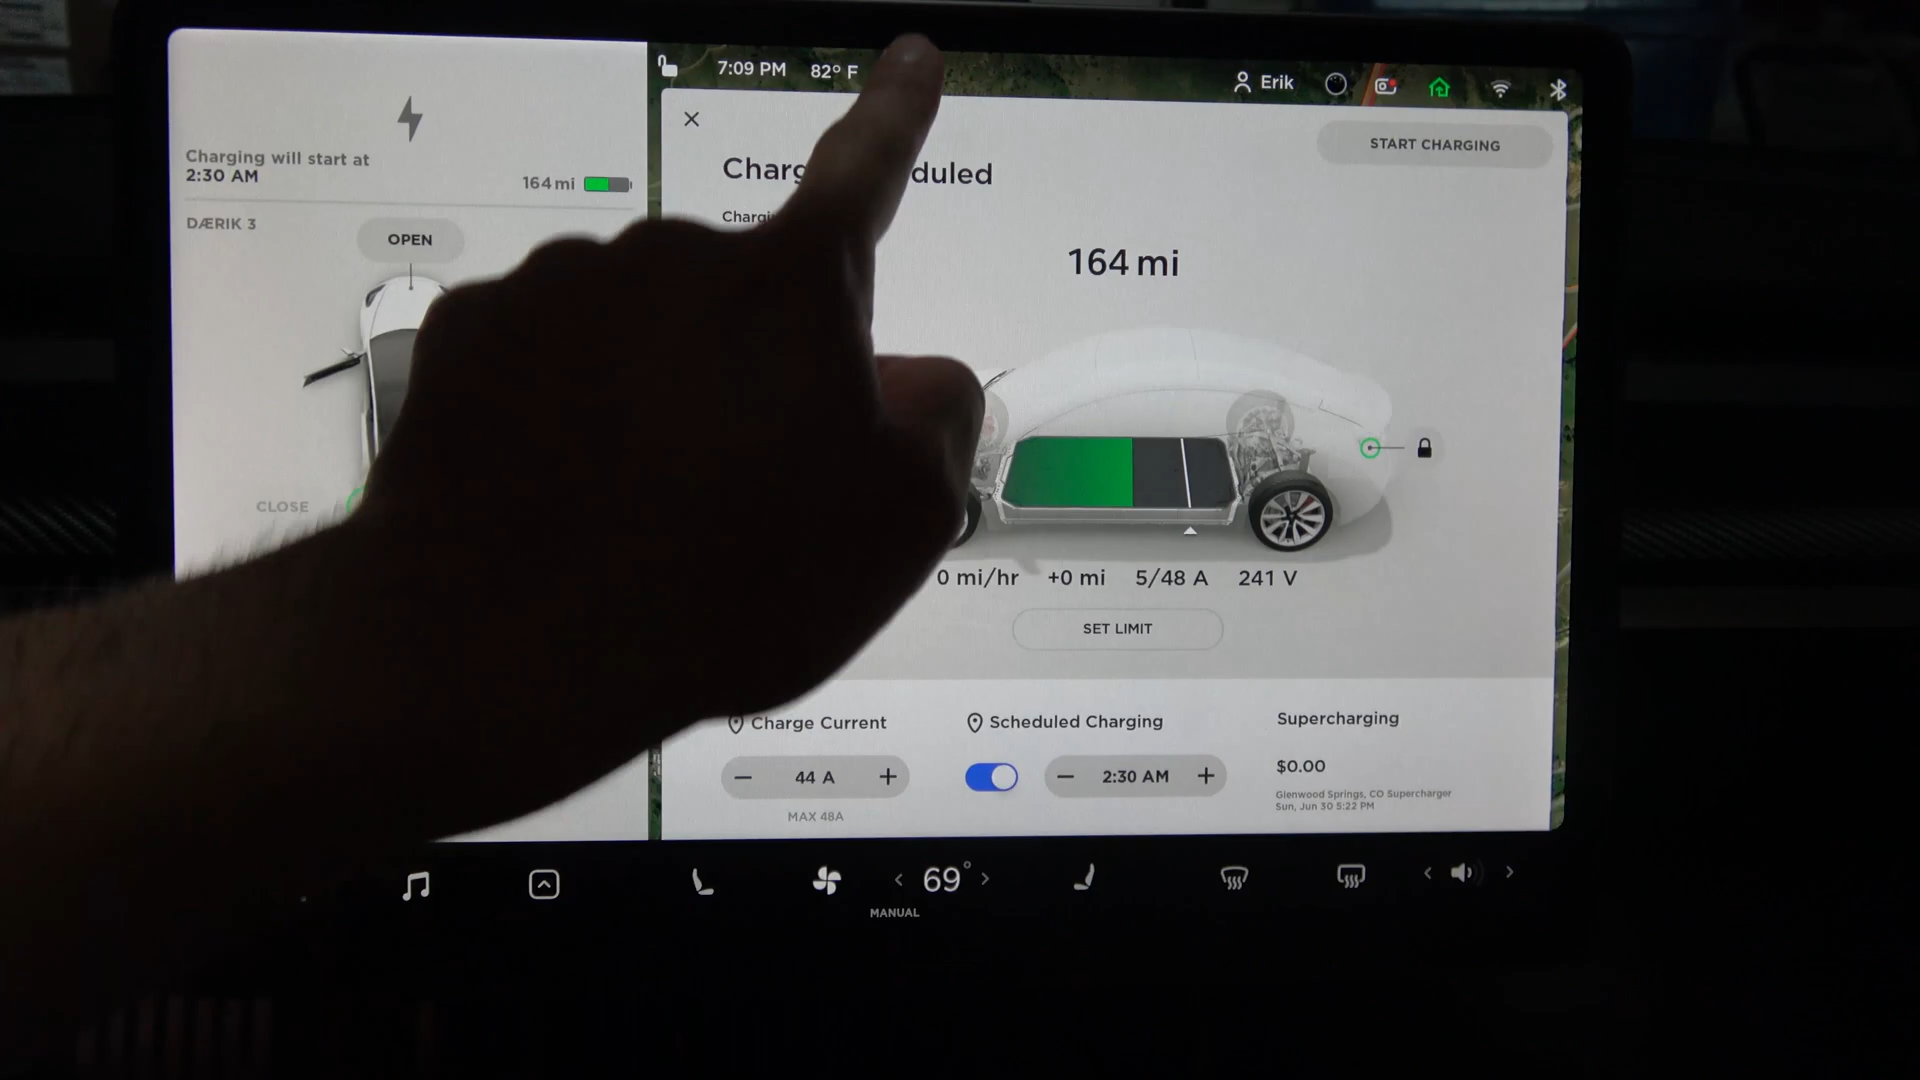 Charging will start at
2:30 AM
164 mi
DÆRIK 3
OPEN
CLOSE
7:09 PM 82° F
Erik
START CHARGING
164 mi
0 mi/hr +0 mi 5/48 A 241 V
SET LIMIT
Charge Current
− 44 A +
MAX 48A
Scheduled Charging
− 2:30 AM +
Supercharging
$0.00
Glenwood Springs, CO Supercharger
Sun, Jun 30 5:22 PM
< 69° >
MANUAL